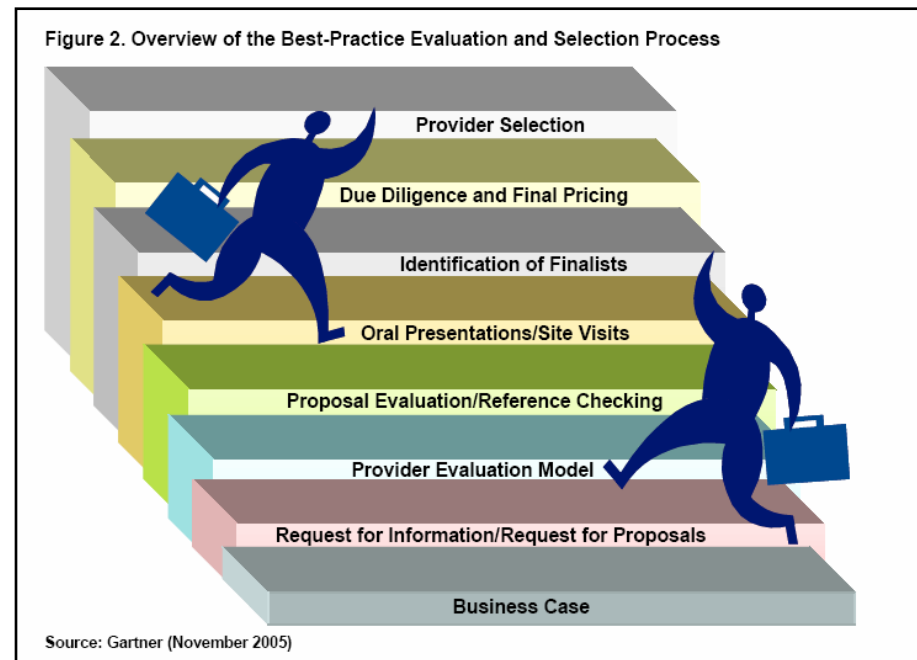 Figure 2. Overview of the Best-Practice Evaluation and Selection Process
Provider Selection
Due Diligence and Final Pricing
Identification of Finalists
Oral Presentations/Site Visits
Proposal Evaluation/Reference Checking
Provider Evaluation Model
Request for Information/Request for Proposals
Business Case
Source: Gartner (November 2005)